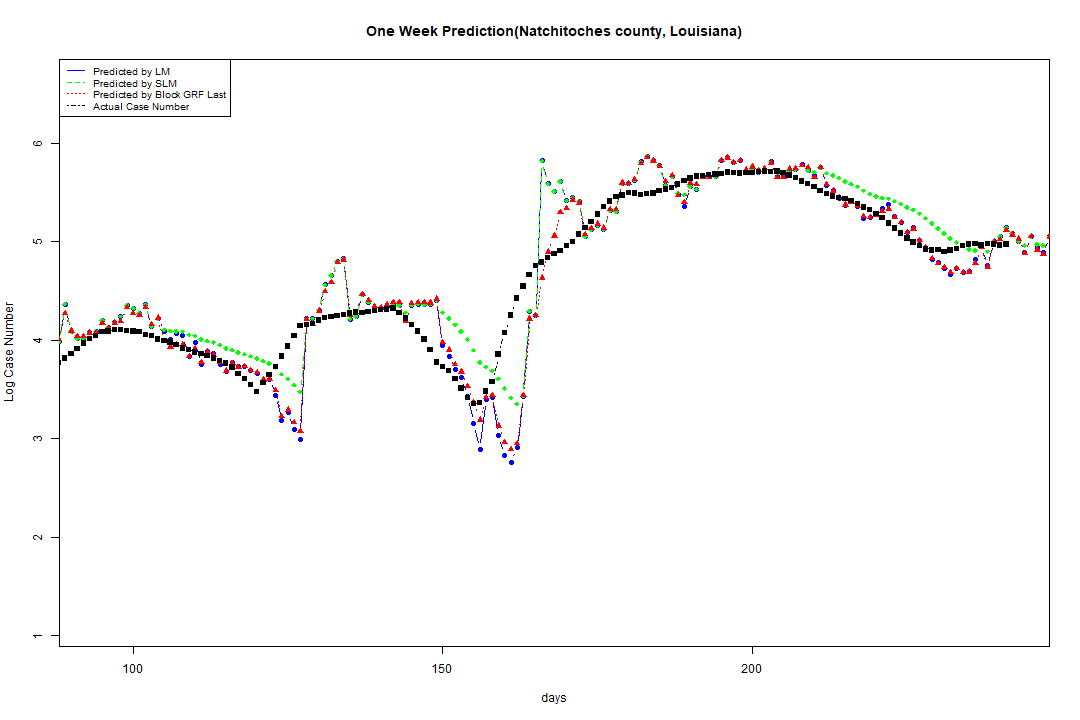 One Week Prediction(Natchitoches county, Louisiana)
Predicted by LM
Predicted by SLM
Predicted by Block GRF Last
Actual Case Number
6
5
4
3
2
1
Log Case Number
100 150 200
days